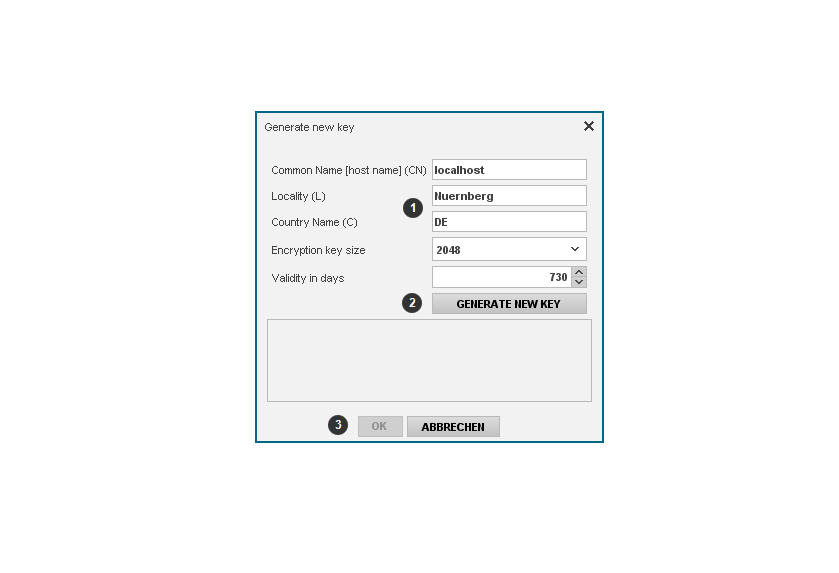 Generate new key
Common Name [host name] (CN) localhost
Locality (L) Nuernberg
1
Country Name (C) DE
Encryption key size 2048
Validity in days 730
2 GENERATE NEW KEY
3 OK ABBRECHEN